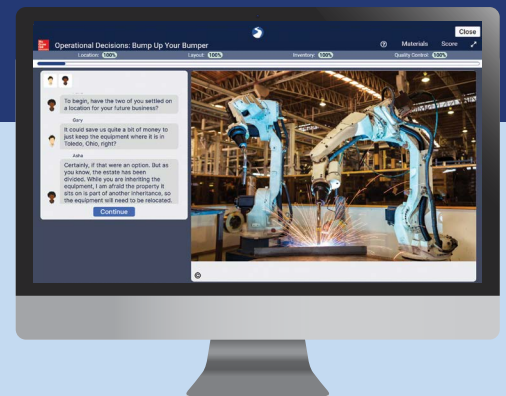 Close
Operational Decisions: Bump Up Your Bumper
Materials Score
Location: 100% Layout: 100% Inventory: 100% Quality Control: 100%
To begin, have the two of you settled on
a location for your future business?
Gary
It could save us quite a bit of money to
just keep the equipment where it is in
Toledo, Ohio, right?
Asha
Certainly, if that were an option. But as
you know, the estate has been
divided. While you are inheriting the
equipment, I am afraid the property it
sits on is part of another inheritance, so
the equipment will need to be relocated.
Continue